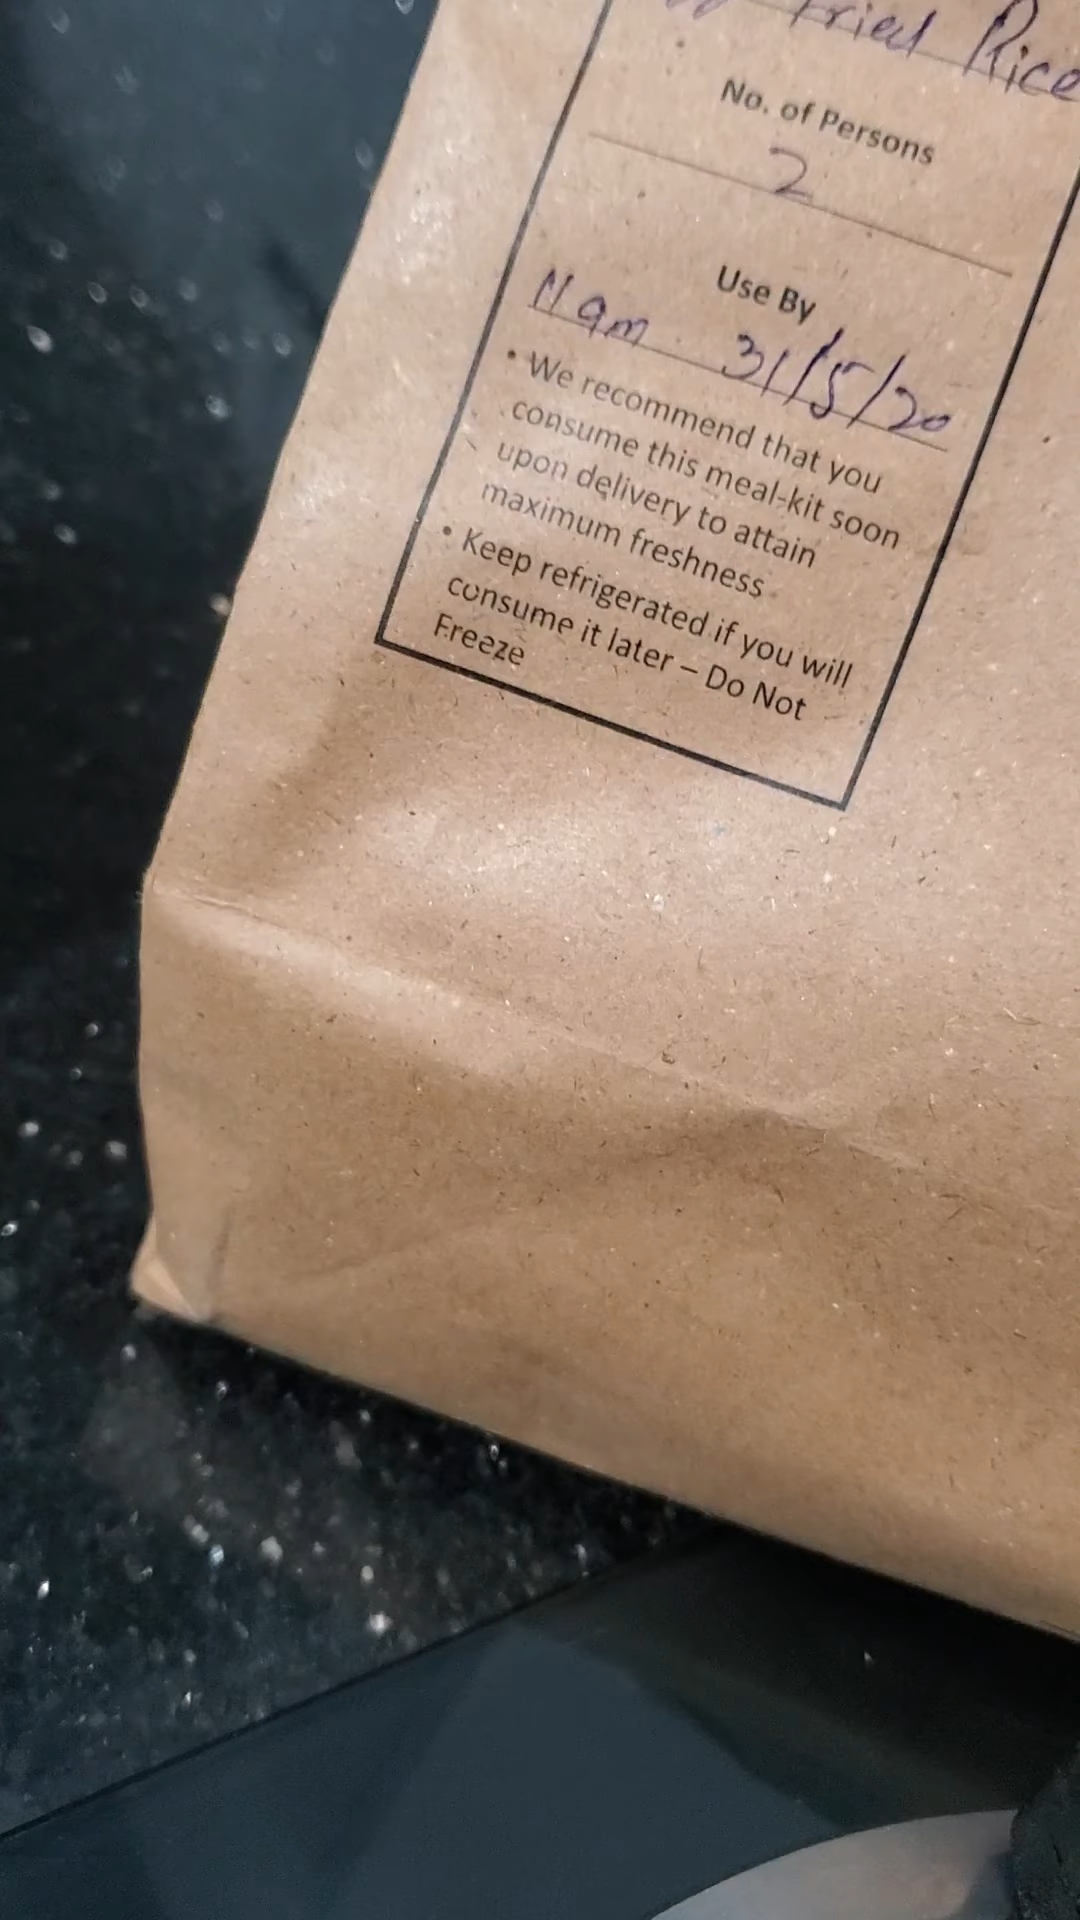 Fried Rice
No. of Persons
2
Use By
11 am 31/5/20
• We recommend that you
consume this meal-kit soon
upon delivery to attain
maximum freshness
• Keep refrigerated if you will
consume it later – Do Not
Freeze